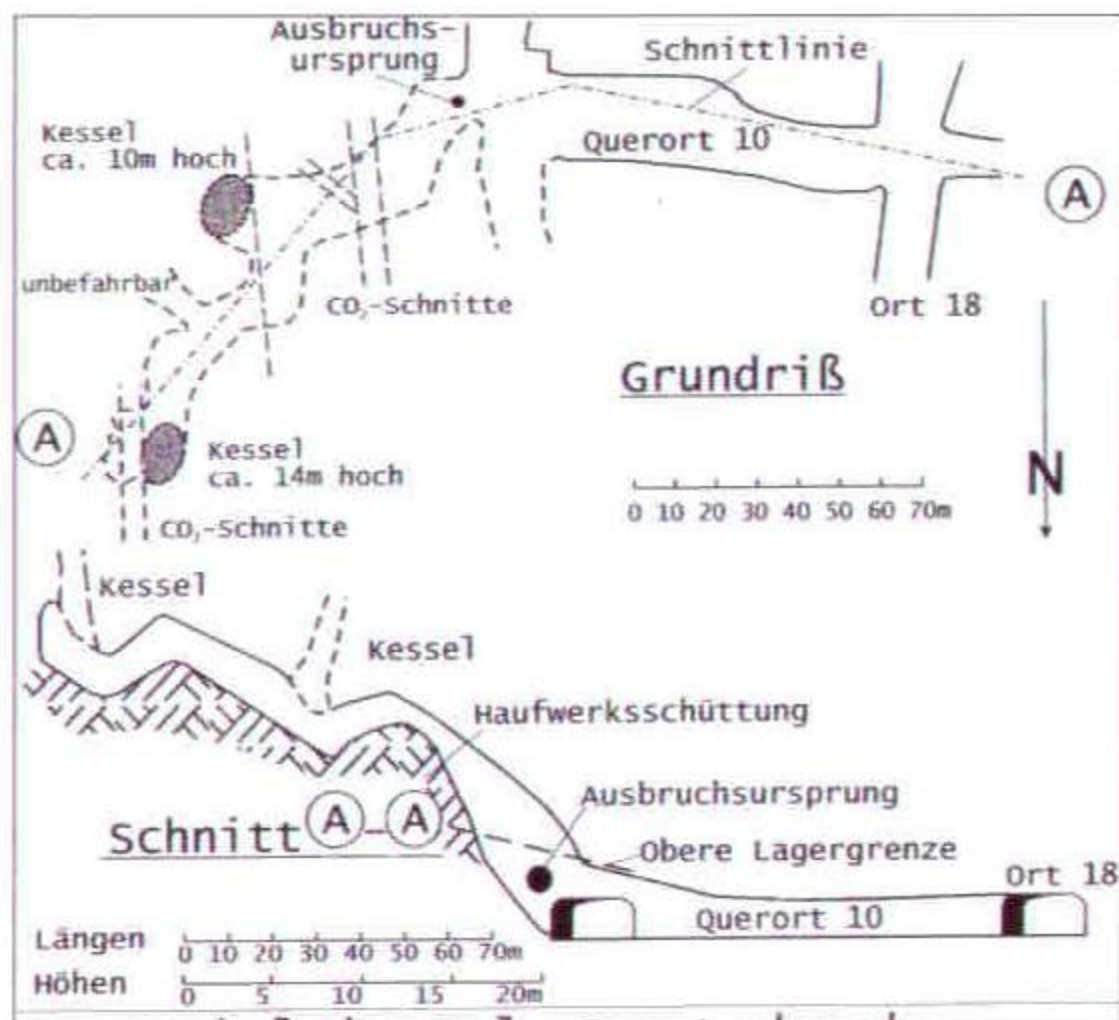 Ausbruchs-
ursprung
Schnittlinie
Kessel
ca. 10m hoch
Querort 10
A
unbefahrbar
CO₂-Schnitte
Ort 18
Grundriß
A
Kessel
ca. 14m hoch
N
0 10 20 30 40 50 60 70m
CO₂-Schnitte
Kessel
Kessel
Haufwerksschüttung
Ausbruchsursprung
Schnitt A-A
Obere Lagergrenze
Ort 18
Querort 10
Längen
0 10 20 30 40 50 60 70m
Höhen
0 5 10 15 20m